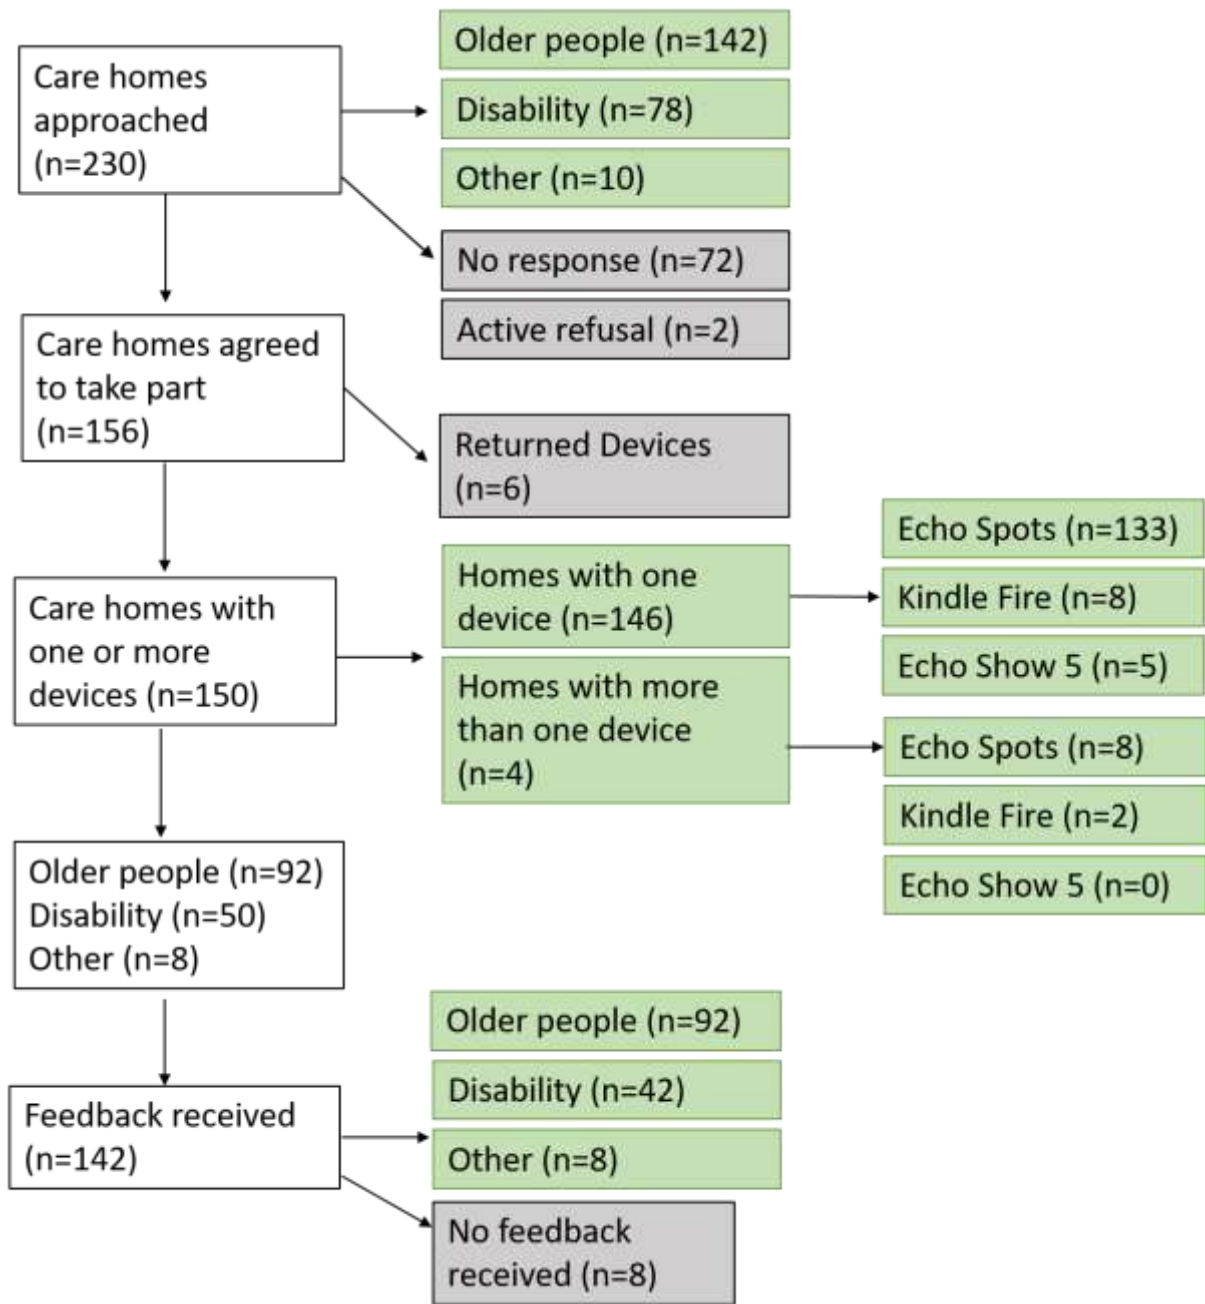 Care homes
approached
(n=230)
Older people (n=142)
Disability (n=78)
Other (n=10)
No response (n=72)
Active refusal (n=2)
Care homes agreed
to take part
(n=156)
Returned Devices
(n=6)
Care homes with
one or more
devices (n=150)
Homes with one
device (n=146)
Homes with more
than one device
(n=4)
Echo Spots (n=133)
Kindle Fire (n=8)
Echo Show 5 (n=5)
Echo Spots (n=8)
Kindle Fire (n=2)
Echo Show 5 (n=0)
Older people (n=92)
Disability (n=50)
Other (n=8)
Feedback received
(n=142)
Older people (n=92)
Disability (n=42)
Other (n=8)
No feedback
received (n=8)